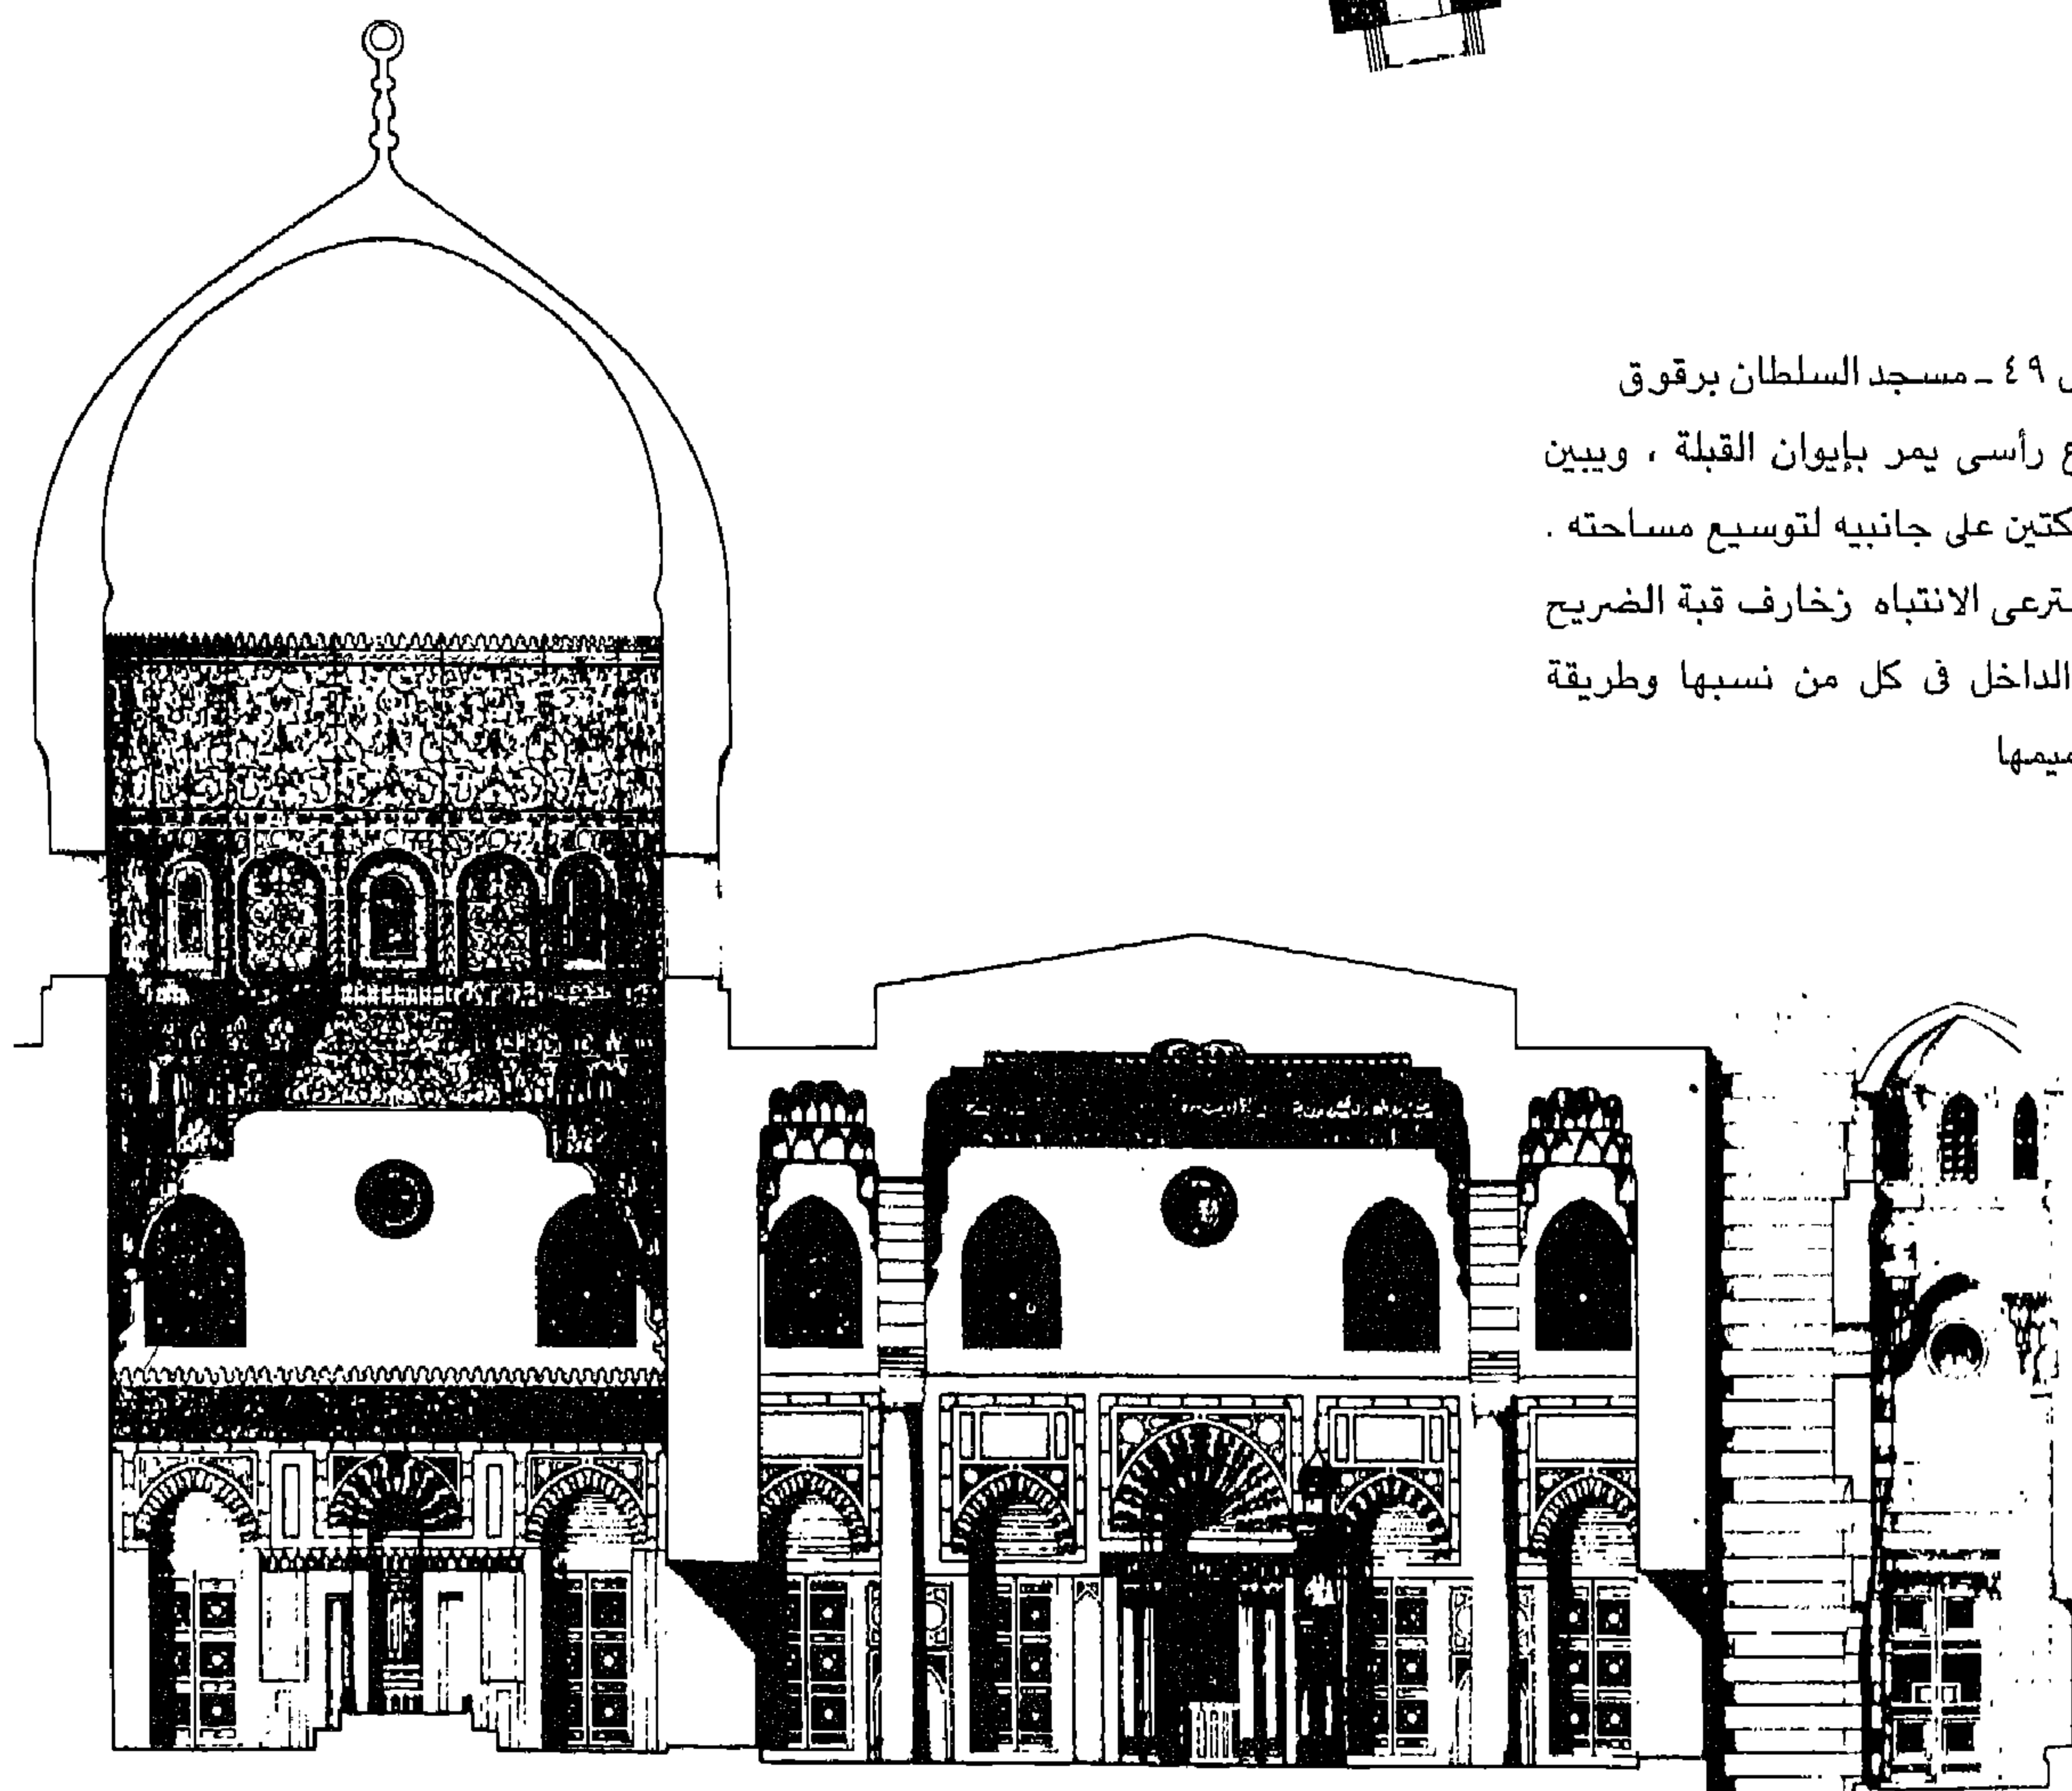 ٤٩ ـ مسجد السلطان برقوق
رأسى يمر بإيوان القبلة ، ويبين
على جانبيه لتوسيع مساحته .
الانتباه زخارف قبة الضريح
الداخل فى كل من نسبها وطريقة